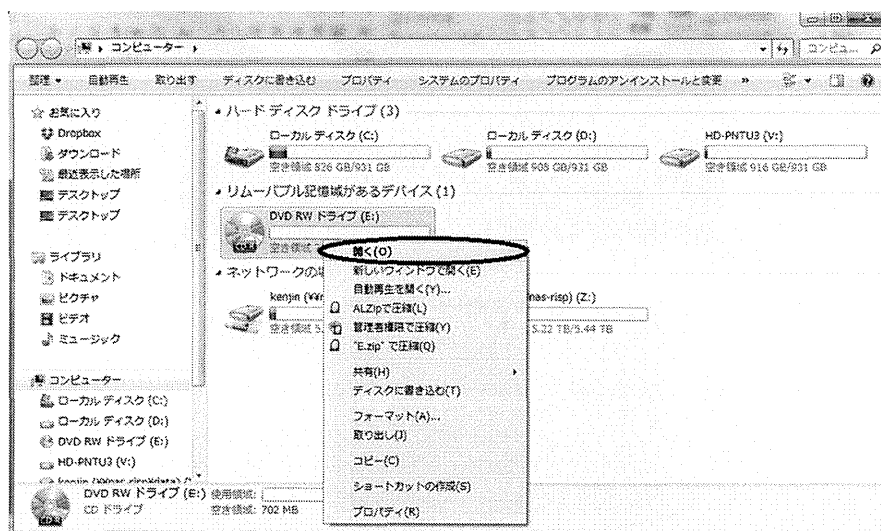 コンピューター
コンピュ...
整理
自動再生
取り出す
ディスクに書き込む
プロパティ
システムのプロパティ
プログラムのアンインストールと変更
»
お気に入り
Dropbox
ダウンロード
最近表示した場所
デスクトップ
デスクトップ
ライブラリ
ドキュメント
ピクチャ
ビデオ
ミュージック
コンピューター
ローカル ディスク (C:)
ローカル ディスク (D:)
DVD RW ドライブ (E:)
HD-PNTU3 (V:)
ハード ディスク ドライブ (3)
ローカル ディスク (C:)
空き領域 826 GB/931 GB
ローカル ディスク (D:)
空き領域 908 GB/931 GB
HD-PNTU3 (V:)
空き領域 916 GB/931 GB
リムーバブル記憶域があるデバイス (1)
DVD RW ドライブ (E:)
空き領域
ネットワークの
kenjin
空き領域
nas-risp) (Z:)
5.22 TB/5.44 TB
開く(O)
新しいウィンドウで開く(E)
自動再生を開く(Y)...
ALZipで圧縮(L)
管理者権限で圧縮(Y)
"E.zip" で圧縮(Q)
共有(H)
ディスクに書き込む(T)
フォーマット(A)...
取り出し(J)
コピー(C)
ショートカットの作成(S)
プロパティ(R)
DVD RW ドライブ (E:) 使用領域:
CD ドライブ 空き領域: 702 MB